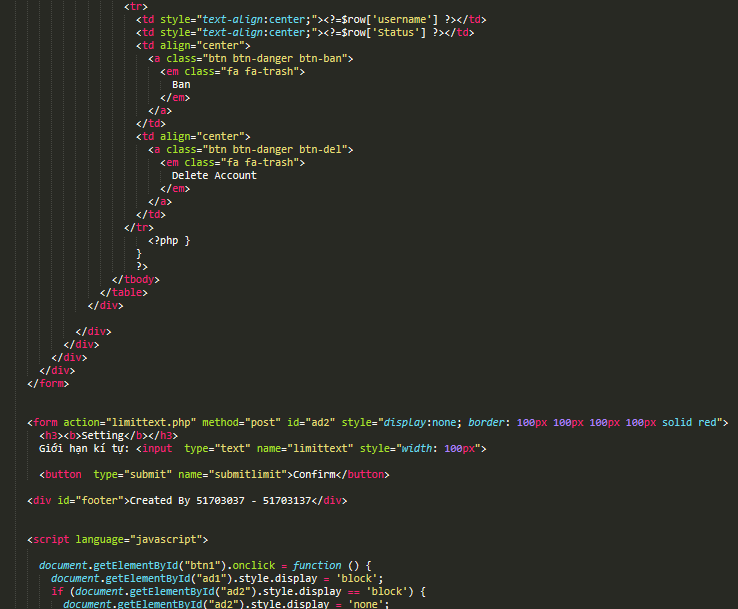 <tr>
<td style="text-align:center;"><?=$row['username'] ?></td>
<td style="text-align:center;"><?=$row['Status'] ?></td>
<td align="center">
<a class="btn btn-danger btn-ban">
<em class="fa fa-trash">
Ban
</em>
</a>
</td>
<td align="center">
<a class="btn btn-danger btn-del">
<em class="fa fa-trash">
Delete Account
</em>
</a>
</td>
</tr>
<?php }
}
?>
</tbody>
</table>
</div>
</div>
</div>
</div>
</div>
</form>
<form action="limittext.php" method="post" id="ad2" style="display:none; border: 100px 100px 100px 100px solid red">
<h3><b>Setting</b></h3>
Giới hạn kí tự: <input  type="text" name="limittext" style="width: 100px">
<button  type="submit" name="submitlimit">Confirm</button>
<div id="footer">Created By 51703037 - 51703137</div>
<script language="javascript">
document.getElementById("btn1").onclick = function () {
document.getElementById("ad1").style.display = 'block';
if (document.getElementById("ad2").style.display == 'block') {
document.getElementById("ad2").style.display = 'none';